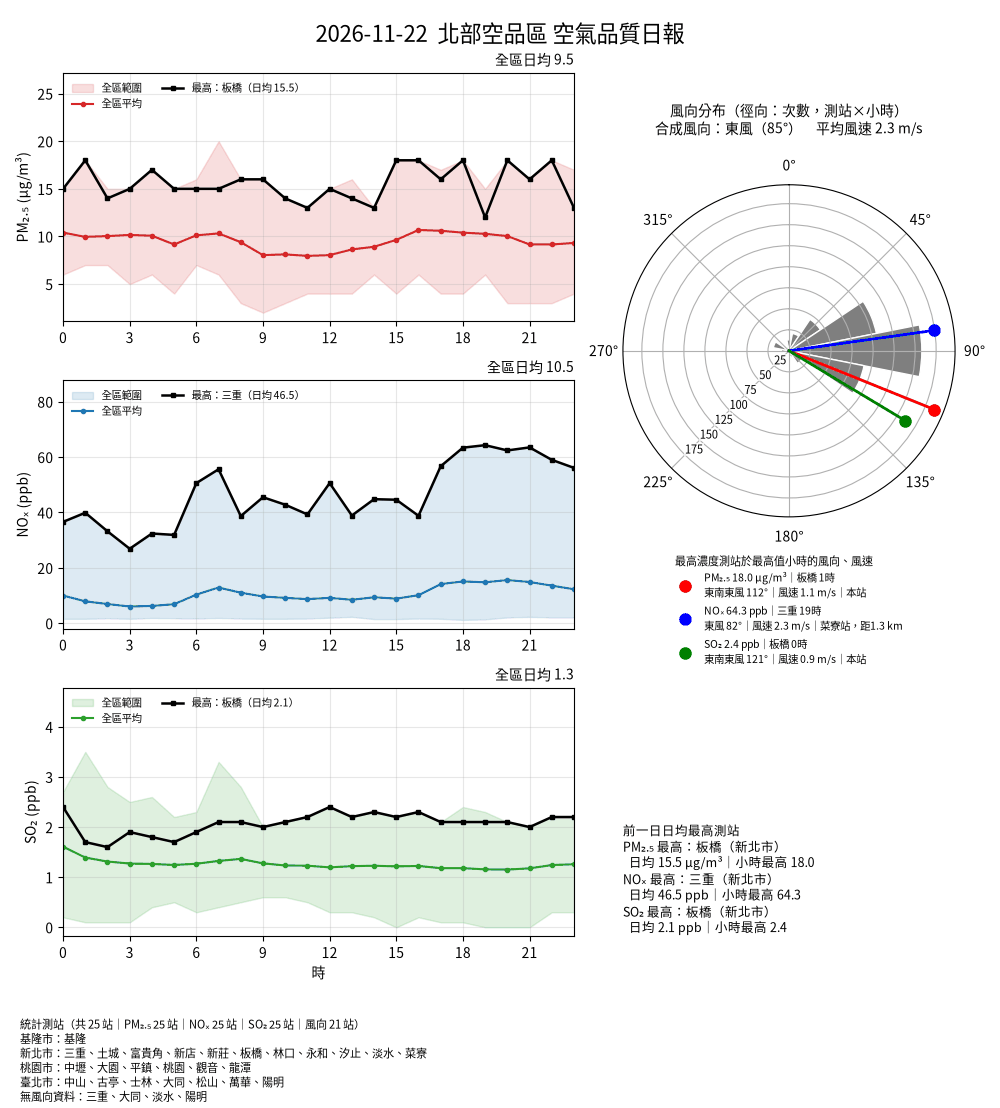 2026-11-22 北部空品區 空氣品質日報
全區日均 9.5
全區範圍
全區平均
最高：板橋（日均 15.5）
PM₂.₅ (μg/m³)
25
20
15
10
5
0 3 6 9 12 15 18 21
全區日均 10.5
全區範圍
全區平均
最高：三重（日均 46.5）
NOₓ (ppb)
80
60
40
20
0
0 3 6 9 12 15 18 21
全區日均 1.3
全區範圍
全區平均
最高：板橋（日均 2.1）
SO₂ (ppb)
4
3
2
1
0
0 3 6 9 12 15 18 21
時
風向分布（徑向：次數，測站×小時）
合成風向：東風（85°） 平均風速 2.3 m/s
0°
45°
90°
135°
180°
225°
270°
315°
25
50
75
100
125
150
175
最高濃度測站於最高值小時的風向、風速
PM₂.₅ 18.0 μg/m³｜板橋 1時
東南東風 112°｜風速 1.1 m/s｜本站
NOₓ 64.3 ppb｜三重 19時
東風 82°｜風速 2.3 m/s｜菜寮站，距1.3 km
SO₂ 2.4 ppb｜板橋 0時
東南東風 121°｜風速 0.9 m/s｜本站
前一日日均最高測站
PM₂.₅ 最高：板橋（新北市）
日均 15.5 μg/m³｜小時最高 18.0
NOₓ 最高：三重（新北市）
日均 46.5 ppb｜小時最高 64.3
SO₂ 最高：板橋（新北市）
日均 2.1 ppb｜小時最高 2.4
統計測站（共 25 站｜PM₂.₅ 25 站｜NOₓ 25 站｜SO₂ 25 站｜風向 21 站）
基隆市：基隆
新北市：三重、土城、富貴角、新店、新莊、板橋、林口、永和、汐止、淡水、菜寮
桃園市：中壢、大園、平鎮、桃園、觀音、龍潭
臺北市：中山、古亭、士林、大同、松山、萬華、陽明
無風向資料：三重、大同、淡水、陽明